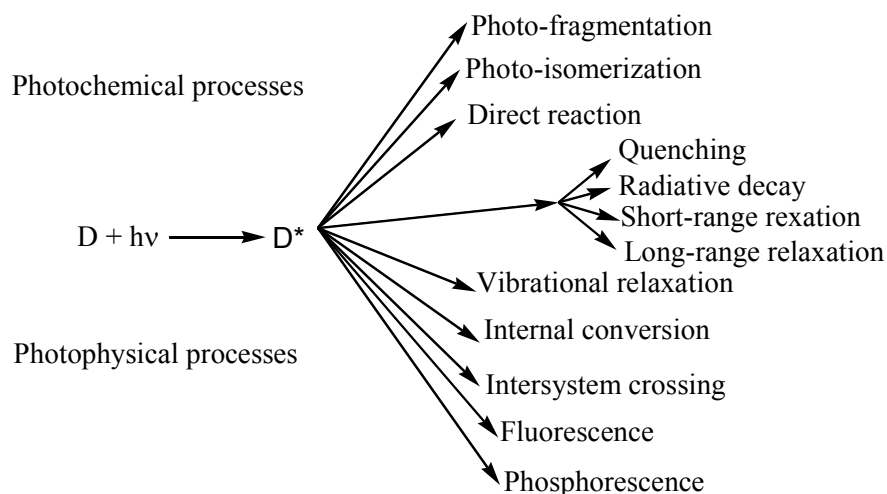 Photo-fragmentation
Photo-isomerization
Photochemical processes
Direct reaction
Quenching
Radiative decay
Short-range rexation
Long-range relaxation
D + hν
D*
Vibrational relaxation
Internal conversion
Photophysical processes
Intersystem crossing
Fluorescence
Phosphorescence